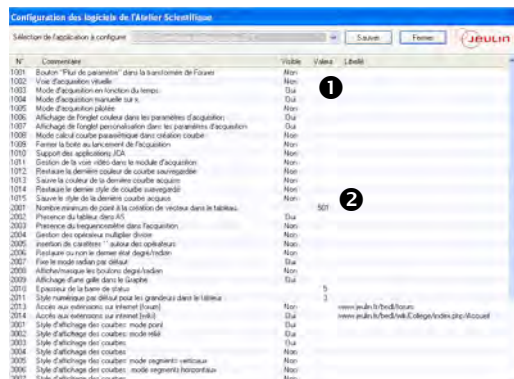 Configuration des logiciels de l'Atelier Scientifique
Sélection de l'application à configurer
Sauver
Fermer
JEULIN
N° Commentaire Visible Valeur Libellé
1001 Bouton "Plus de paramètre" dans la transformée de Fourier Non
1002 Voie d'acquisition virtuelle Non
1003 Mode d'acquisition en fonction du temps Oui
1004 Mode d'acquisition manuelle sur x Oui
1005 Mode d'acquisition pilotée Non
1006 Affichage de l'onglet couleur dans les paramètres d'acquisition Oui
1007 Affichage de l'onglet personalisation dans les paramètres d'acquisition Oui
1008 Mode calcul courbe paramétrique dans création courbe Non
1009 Fermer la boite au lancement de l'acquisition Non
1010 Support des applications JCA Non
1011 Gestion de la voie vidéo dans le module d'acquisition Non
1012 Restaure la dernière couleur de courbe sauvegardée Non
1013 Sauve la couleur de la dernière courbe acquise Non
1014 Restaure le dernier style de courbe sauvegardé Non
1015 Sauve le style de la dernière courbe acquise Non
2001 Nombre minimum de point à la création de vecteur dans le tableau. 501
2002 Presence du tableur dans AS Oui
2003 Presence du frequencemètre dans l'acquisition Non
2004 Gestion des opérateur multiplier diviser Non
2005 insertion de caratères " autour des opérateurs Non
2006 Restaure ou non le dernier état degré/radian Non
2007 Fixe le mode radian par défaut Oui
2008 Affiche/masque les boutons degré/radian Non
2009 Affichage d'une grille dans le Graphe Oui
2010 Epaisseur de la barre de status 5
2011 Style numérique par défaut pour les grandeurs dans le tableur 3
2013 Accès aux extensions sur internet (forum) Non www.jeulin.fr/bedi/forum
2014 Accès aux extensions sur internet (wiki) Oui www.jeulin.fr/bedi/wiki/College/index.php/Accueil
3001 Style d'affichage des courbes: mode point Oui
3002 Style d'affichage des courbes: mode relié Oui
3003 Style d'affichage des courbes: Oui
3004 Style d'affichage des courbes: Non
3005 Style d'affichage des courbes: mode segments verticaux Non
3006 Style d'affichage des courbes: mode segments horizontaux Non
3007 Style d'affichage des courbes: Non
1
2